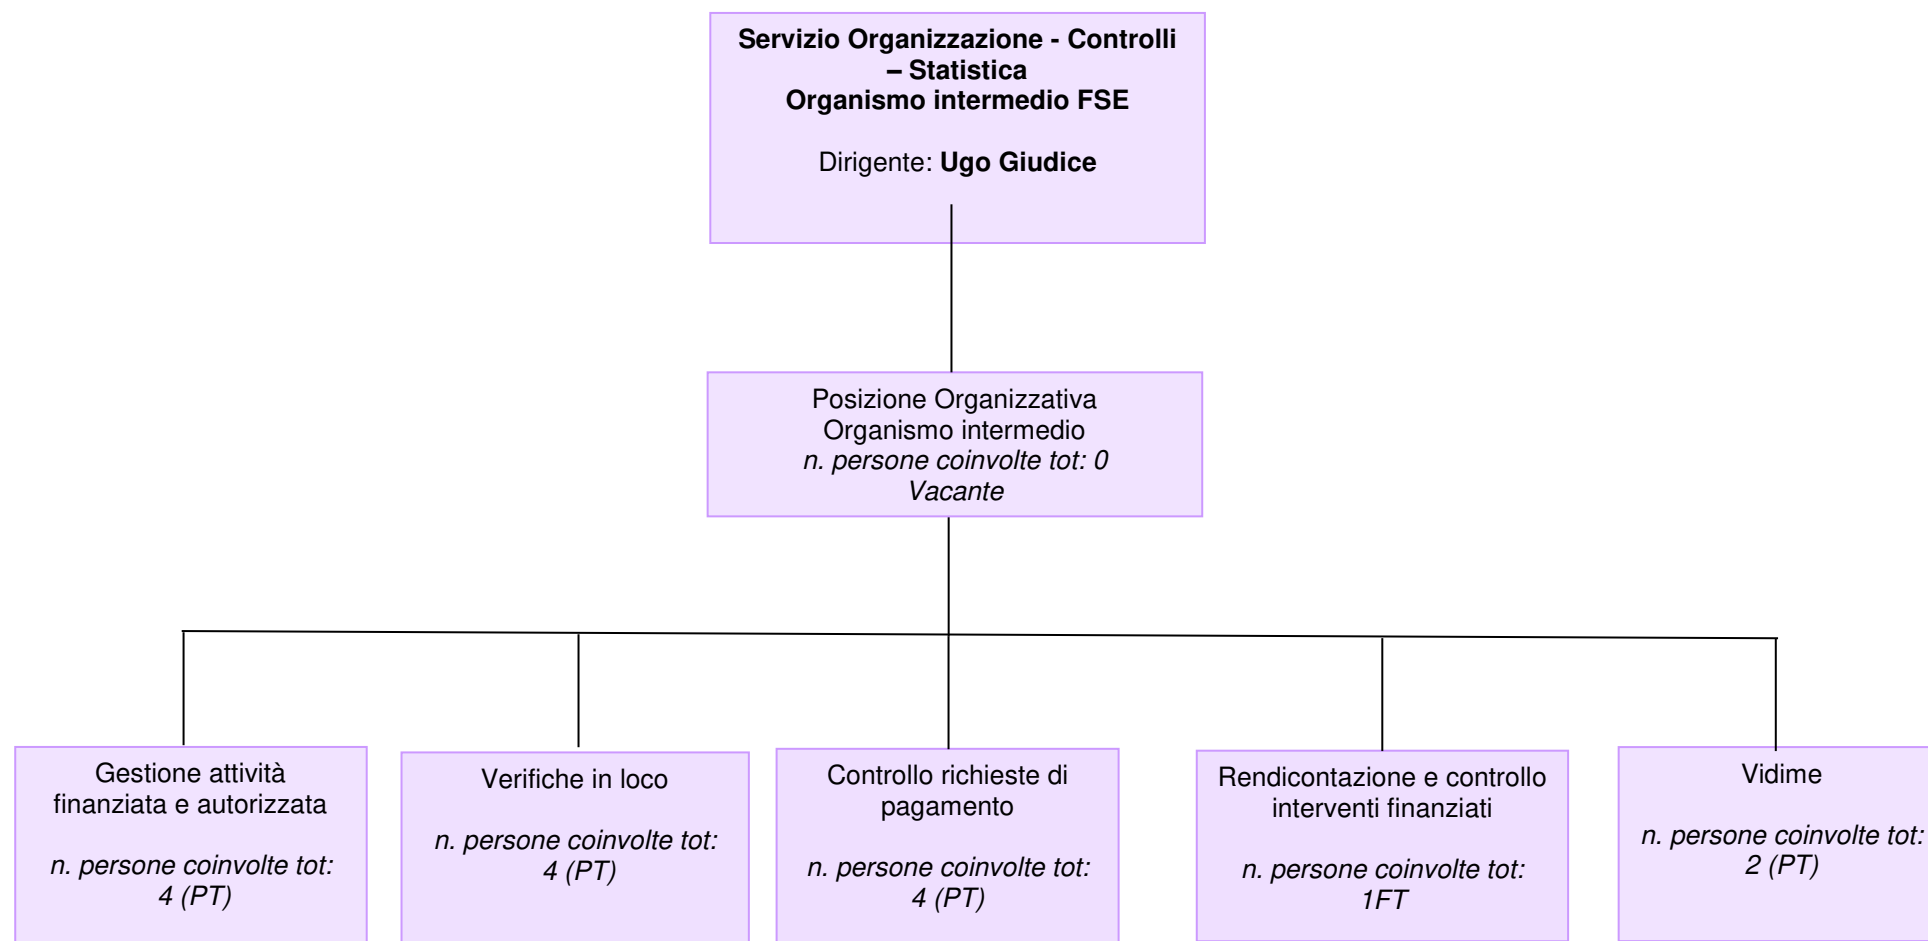 Servizio Organizzazione - Controlli
– Statistica
Organismo intermedio FSE
Dirigente: Ugo Giudice
Posizione Organizzativa
Organismo intermedio
n. persone coinvolte tot: 0
Vacante
Gestione attività
finanziata e autorizzata
n. persone coinvolte tot:
4 (PT)
Verifiche in loco
n. persone coinvolte tot:
4 (PT)
Controllo richieste di
pagamento
n. persone coinvolte tot:
4 (PT)
Rendicontazione e controllo
interventi finanziati
n. persone coinvolte tot:
1FT
Vidime
n. persone coinvolte tot:
2 (PT)